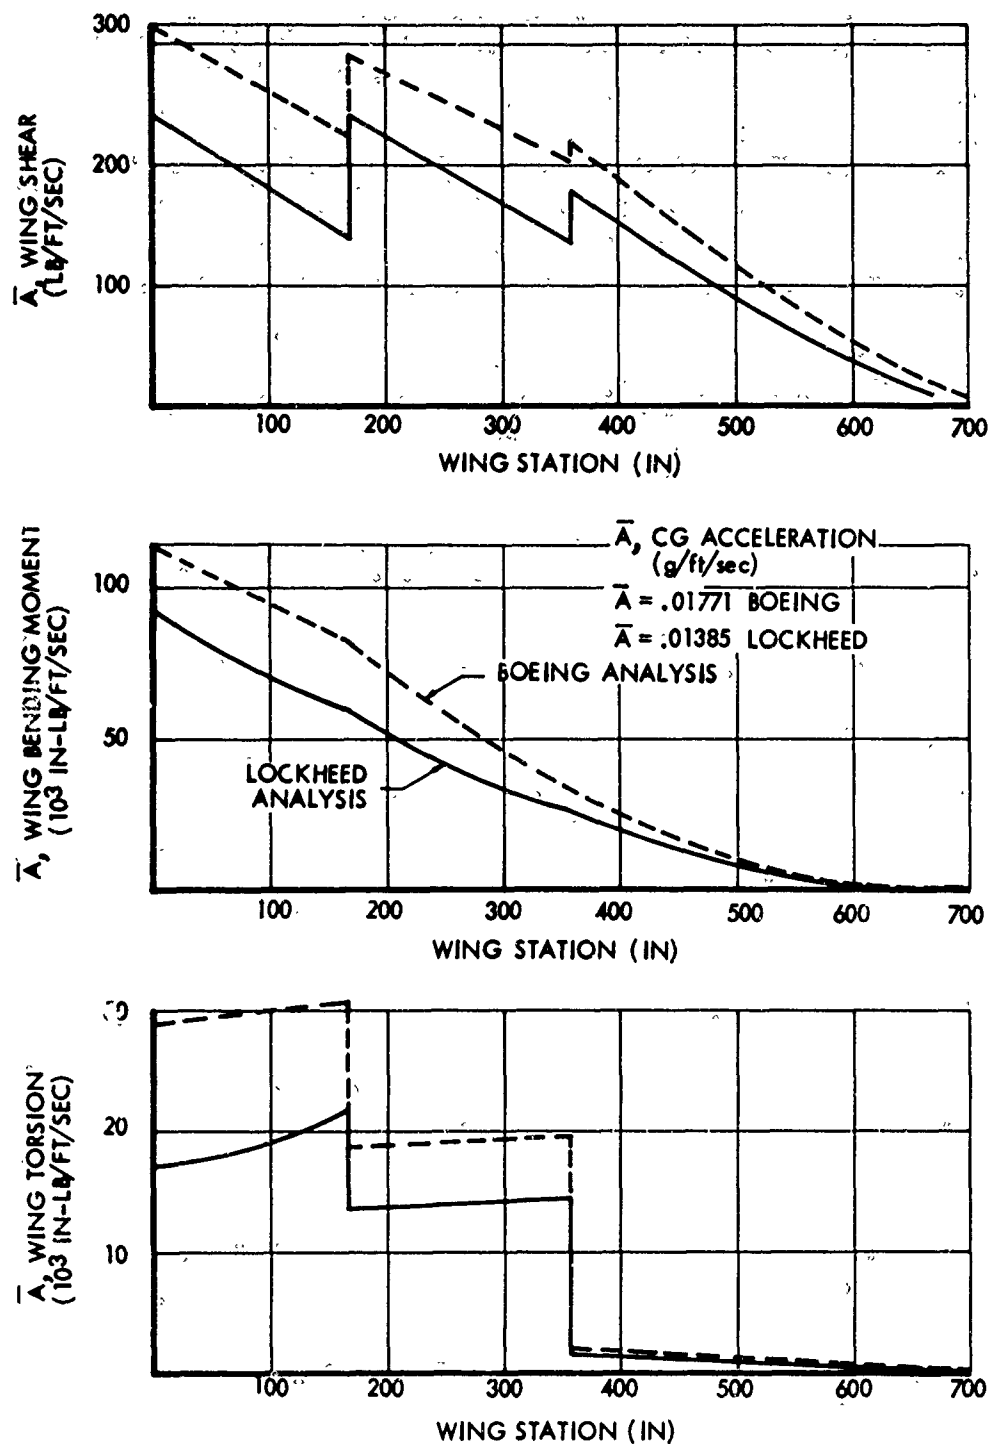 300
200
100
A̅, WING SHEAR
(LB/FT/SEC)
100 200 300 400 500 600 700
WING STATION (IN)
A̅, CG ACCELERATION
(g/ft/sec)
A̅ = .01771 BOEING
A̅ = .01385 LOCKHEED
BOEING ANALYSIS
LOCKHEED
ANALYSIS
100
50
A̅, WING BENDING MOMENT
(10³ IN-LB/FT/SEC)
100 200 300 400 500 600 700
WING STATION (IN)
20
10
A̅, WING TORSION
(10³ IN-LB/FT/SEC)
100 200 300 400 500 600 700
WING STATION (IN)